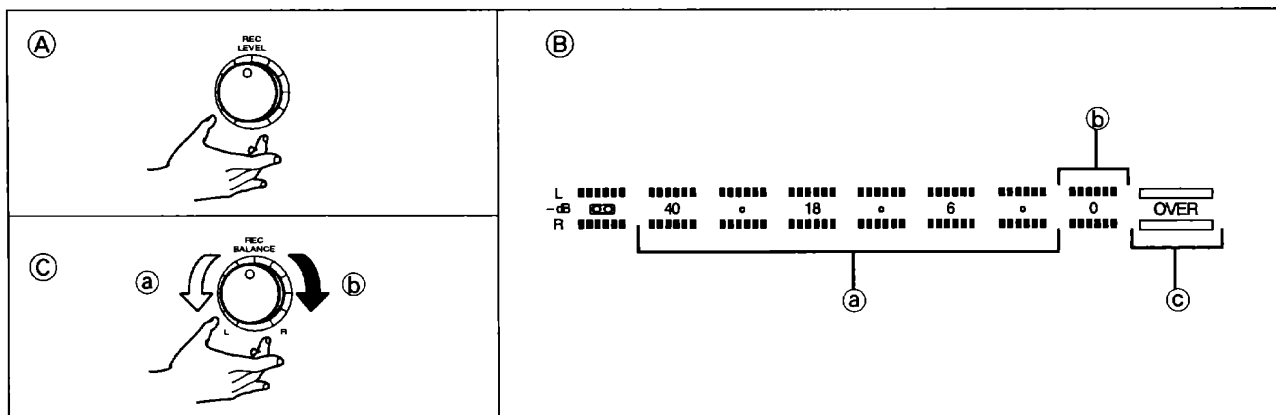 Ⓐ
REC
LEVEL
Ⓒ
REC
BALANCE
ⓐ
ⓑ
L R
Ⓑ
ⓑ
L
-dB ∞ 40 o 18 o 6 o 0 OVER
R
ⓐ
ⓒ